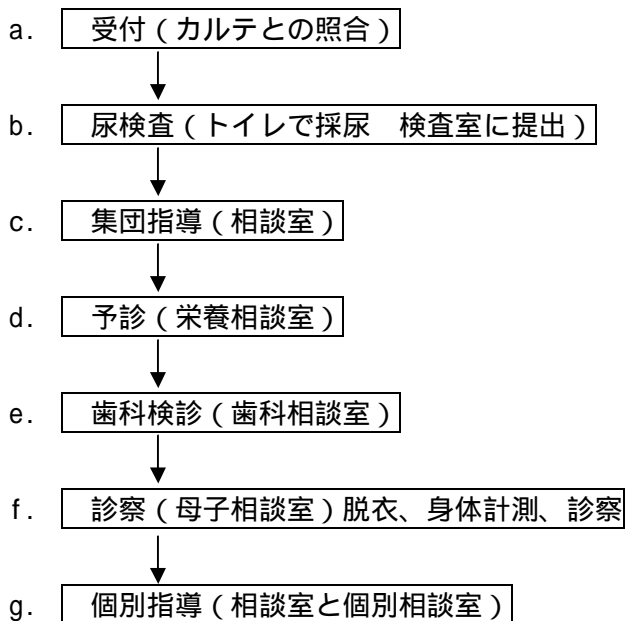 a. 受付(カルテとの照合)
b. 尿検査(トイレで採尿　検査室に提出)
c. 集団指導(相談室)
d. 予診(栄養相談室)
e. 歯科検診(歯科相談室)
f. 診察(母子相談室)脱衣、身体計測、診察
g. 個別指導(相談室と個別相談室)